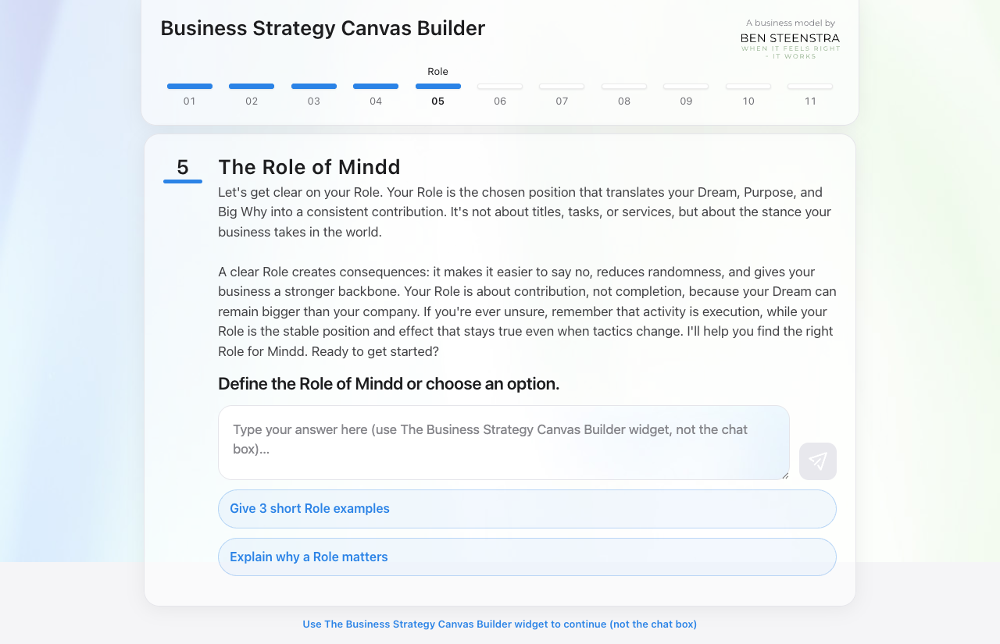 Business Strategy Canvas Builder
A business model by
BEN STEENSTRA
WHEN IT FEELS RIGHT
- IT WORKS
Role
01 02 03 04 05 06 07 08 09 10 11
5
The Role of Mindd
Let's get clear on your Role. Your Role is the chosen position that translates your Dream, Purpose, and
Big Why into a consistent contribution. It's not about titles, tasks, or services, but about the stance your
business takes in the world.
A clear Role creates consequences: it makes it easier to say no, reduces randomness, and gives your
business a stronger backbone. Your Role is about contribution, not completion, because your Dream can
remain bigger than your company. If you're ever unsure, remember that activity is execution, while your
Role is the stable position and effect that stays true even when tactics change. I'll help you find the right
Role for Mindd. Ready to get started?
Define the Role of Mindd or choose an option.
Type your answer here (use The Business Strategy Canvas Builder widget, not the chat
box)...
Give 3 short Role examples
Explain why a Role matters
Use The Business Strategy Canvas Builder widget to continue (not the chat box)